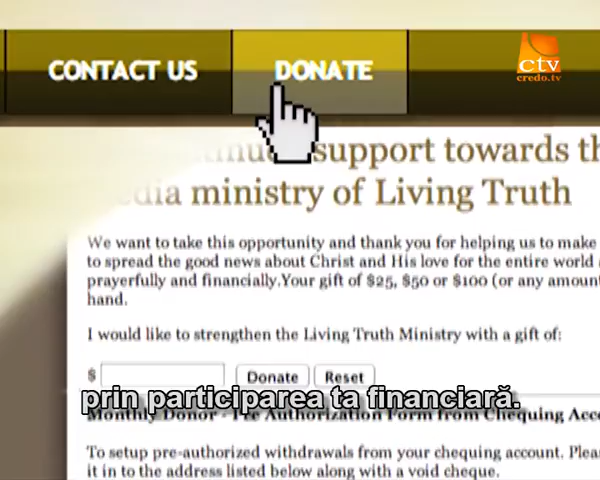 CONTACT US
DONATE
ctv
credo.tv
support towards
ministry of Living Truth
We want to take this opportunity and thank you for helping us to make
to spread the good news about Christ and His love for the entire world
prayerfully and financially.Your gift of $25, $50 or $100 (or any
hand.
I would like to strengthen the Living Truth Ministry with a gift of:
$
Donate
Reset
prin participarea ta financiară.
Monthly Donor - Pre Authorization Form from Chequing
To setup pre-authorized withdrawals from your chequing account.
it in to the address listed below along with a void cheque.